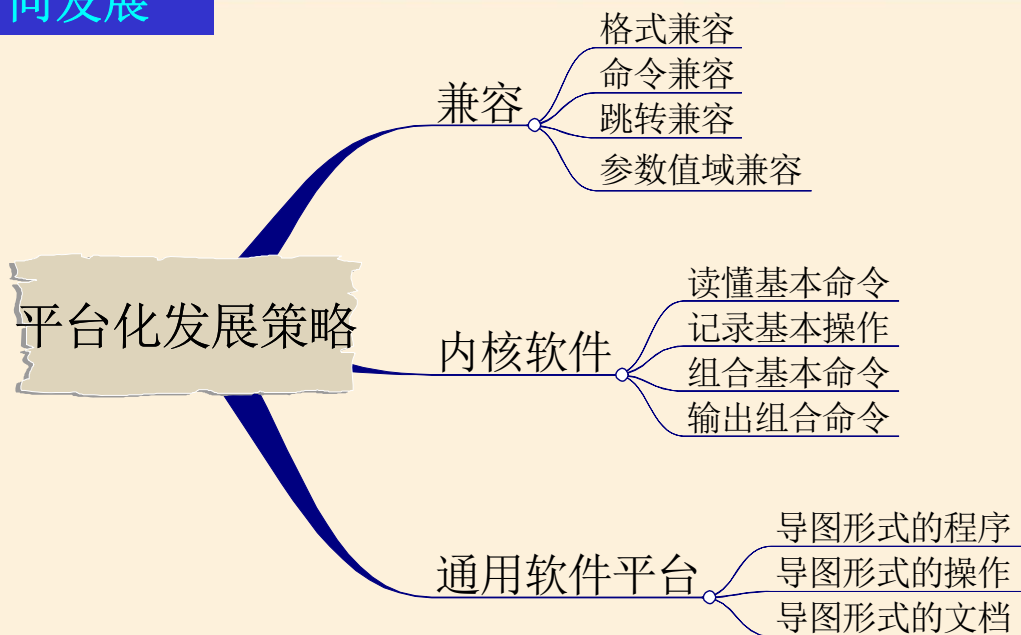 向发展
兼容
格式兼容
命令兼容
跳转兼容
参数值域兼容
平台化发展策略
内核软件
读懂基本命令
记录基本操作
组合基本命令
输出组合命令
通用软件平台
导图形式的程序
导图形式的操作
导图形式的文档